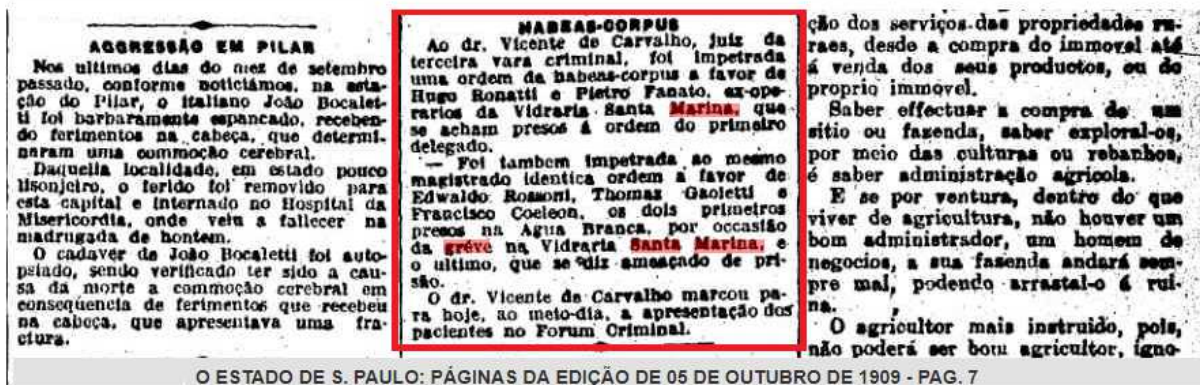 AGGRESSÃO EM PILAR
Nos ultimos dias do mez de setembro
passado, conforme noticiámos, na esta-
ção do Pilar, o italiano João Bocalet-
ti foi barbaramente espancado, receben-
do ferimentos na cabeça, que determi-
naram uma commoção cerebral.
Daquella localidade, em estado pouco
lisonjeiro, o ferido foi removido para
esta capital e internado no Hospital da
Misericordia, onde veiu a fallecer na
madrugada de hontem.
O cadaver de João Bocaletti foi auto-
psiado, sendo verificado ter sido a cau-
sa da morte a commoção cerebral em
consequencia de ferimentos que recebeu
na cabeça, que apresentava uma fra-
ctura.
HABEAS-CORPUS
Ao dr. Vicente de Carvalho, juiz da
terceira vara criminal, foi impetrada
uma ordem de habeas-corpus a favor de
Hugo Ronatti e Pietro Fanato, ex-ope-
rarios da Vidraria Santa Marina, que
se acham presos á ordem do primeiro
delegado.
— Foi tambem impetrada ao mesmo
magistrado identica ordem a favor de
Edwaldo Rossoni, Thomaz Gaoletti e
Francisco Coeleon, os dois primeiros
presos na Agua Branca, por occasião
da gréve na Vidraria Santa Marina, e
o ultimo, que se diz ameaçado de pri-
são.
O dr. Vicente de Carvalho marcou pa-
ra hoje, ao meio-dia, a apresentação dos
pacientes no Forum Criminal.
ção dos serviços das propriedades ru-
raes, desde a compra do immovel até
á venda dos seus productos, ou do
proprio immovel.
Saber effectuar a compra de um
sitio ou fazenda, saber exploral-os,
por meio das culturas ou rebanhos,
é saber administração agricola.
E se por ventura, dentro do que
viver de agricultura, não houver um
bom administrador, um homem de
negocios, a sua fasenda andará sem-
pre mal, podendo arrastal-o á rui-
na.
O agricultor mais instruido, pois,
não poderá ser bom agricultor, igno-
O ESTADO DE S. PAULO: PÁGINAS DA EDIÇÃO DE 05 DE OUTUBRO DE 1909 - PAG. 7